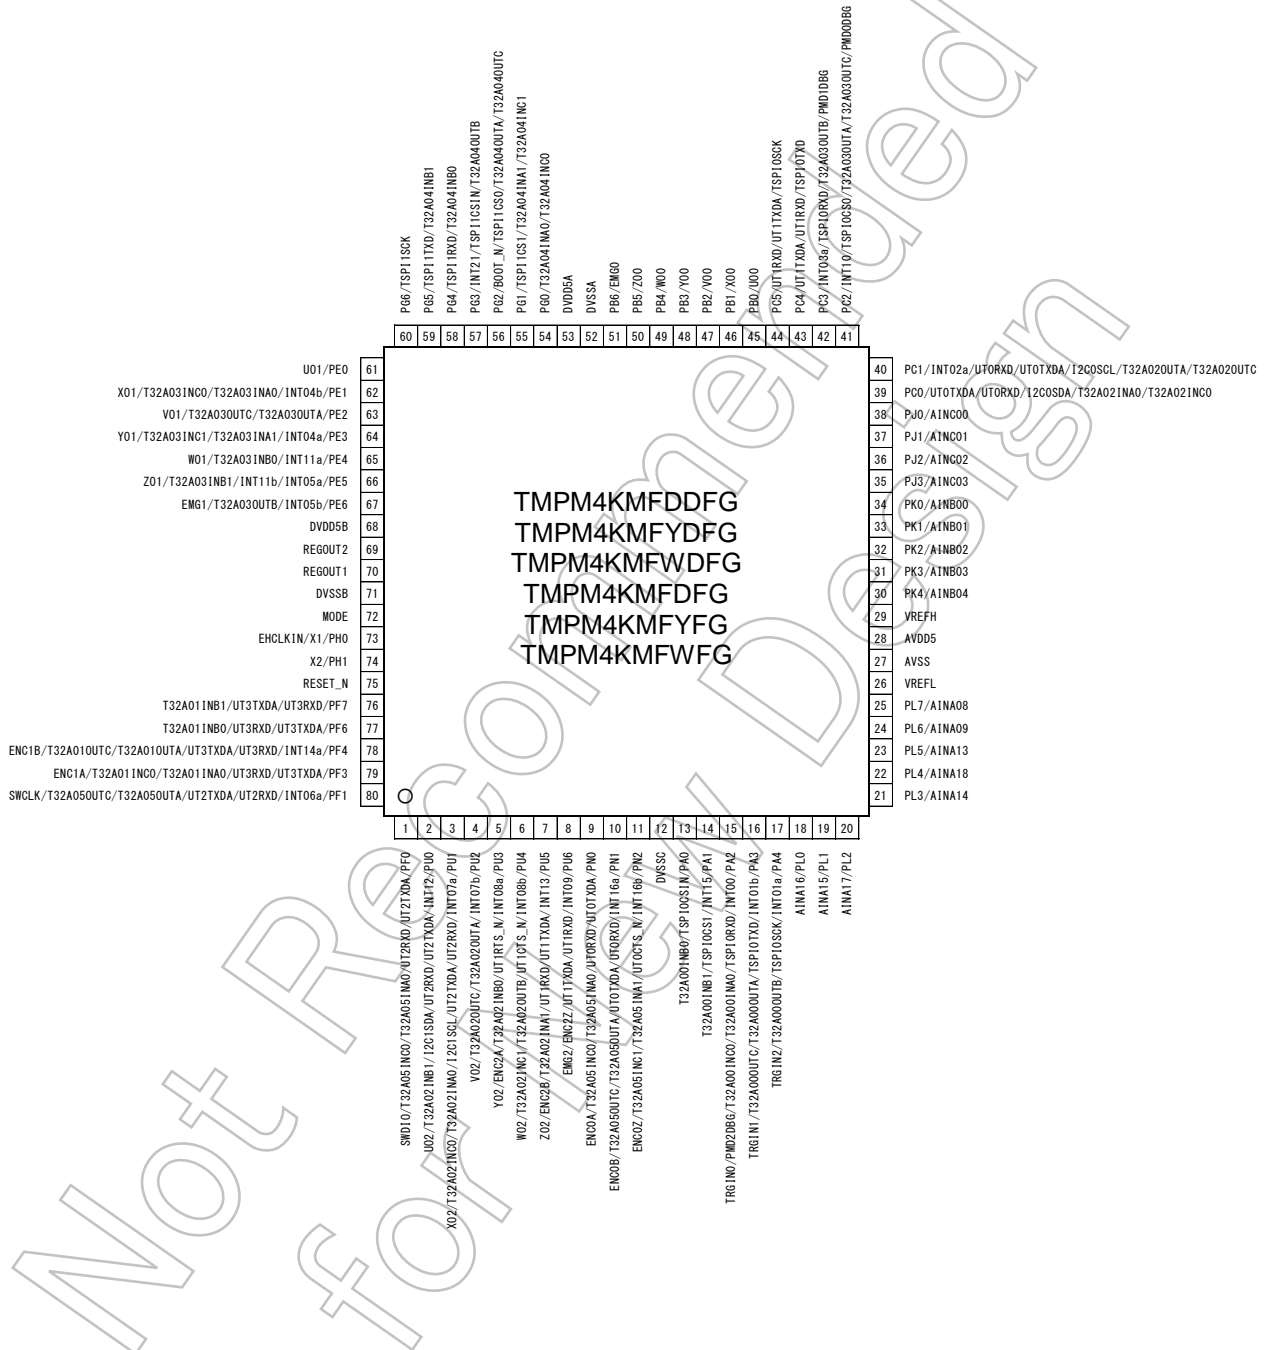 PG6/TSPI1SCK
PG5/TSPI1TXD/T32A04INB1
PG4/TSPI1RXD/T32A04INB0
PG3/INT21/TSPI1CSIN/T32A04OUTB
PG2/BOOT_N/TSPI1CS0/T32A04OUTA/T32A04OUTC
PG1/TSPI1CS1/T32A04INA1/T32A04INC1
PG0/T32A04INA0/T32A04INC0
DVDD5A
DVSSA
PB6/EMG0
PB5/ZO0
PB4/WO0
PB3/YO0
PB2/VO0
PB1/XO0
PB0/UO0
PC5/UT1RXD/UT1TXDA/TSPI0SCK
PC4/UT1TXDA/UT1RXD/TSPI0TXD
PC3/INT03a/TSPI0RXD/T32A03OUTB/PMD1DBG
PC2/INT10/TSPI0CS0/T32A03OUTA/T32A03OUTC/PMD0DBG
60 59 58 57 56 55 54 53 52 51 50 49 48 47 46 45 44 43 42 41
UO1/PE0 61
XO1/T32A03INC0/T32A03INA0/INT04b/PE1 62
VO1/T32A03OUTC/T32A03OUTA/PE2 63
YO1/T32A03INC1/T32A03INA1/INT04a/PE3 64
WO1/T32A03INB0/INT11a/PE4 65
ZO1/T32A03INB1/INT11b/INT05a/PE5 66
EMG1/T32A03OUTB/INT05b/PE6 67
DVDD5B 68
REGOUT2 69
REGOUT1 70
DVSSB 71
MODE 72
EHCLKIN/X1/PH0 73
X2/PH1 74
RESET_N 75
T32A01INB1/UT3TXDA/UT3RXD/PF7 76
T32A01INB0/UT3RXD/UT3TXDA/PF6 77
ENC1B/T32A01OUTC/T32A01OUTA/UT3TXDA/UT3RXD/INT14a/PF4 78
ENC1A/T32A01INC0/T32A01INA0/UT3RXD/UT3TXDA/PF3 79
SWCLK/T32A05OUTC/T32A05OUTA/UT2TXDA/UT2RXD/INT06a/PF1 80
TMPM4KMFDDFG
TMPM4KMFYDFG
TMPM4KMFWDFG
TMPM4KMFDFG
TMPM4KMFYFG
TMPM4KMFWFG
40 PC1/INT02a/UT0RXD/UT0TXDA/I2C0SCL/T32A02OUTA/T32A02OUTC
39 PC0/UT0TXDA/UT0RXD/I2C0SDA/T32A02INA0/T32A02INC0
38 PJ0/AINC00
37 PJ1/AINC01
36 PJ2/AINC02
35 PJ3/AINC03
34 PK0/AINB00
33 PK1/AINB01
32 PK2/AINB02
31 PK3/AINB03
30 PK4/AINB04
29 VREFH
28 AVDD5
27 AVSS
26 VREFL
25 PL7/AINA08
24 PL6/AINA09
23 PL5/AINA13
22 PL4/AINA18
21 PL3/AINA14
1 2 3 4 5 6 7 8 9 10 11 12 13 14 15 16 17 18 19 20
SWDIO/T32A05INC0/T32A05INA0/UT2RXD/UT2TXDA/PF0
UO2/T32A02INB1/I2C1SDA/UT2RXD/UT2TXDA/INT12/PU0
XO2/T32A02INC0/T32A02INA0/I2C1SCL/UT2TXDA/UT2RXD/INT07a/PU1
VO2/T32A02OUTC/T32A02OUTA/INT07b/PU2
YO2/ENC2A/T32A02INB0/UT1RTS_N/INT08a/PU3
WO2/T32A02INC1/T32A02OUTB/UT1CTS_N/INT08b/PU4
ZO2/ENC2B/T32A02INA1/UT1RXD/UT1TXDA/INT13/PU5
EMG2/ENC2Z/UT1TXDA/UT1RXD/INT09/PU6
ENC0A/T32A05INC0/T32A05INA0/UT0RXD/UT0TXDA/PN0
ENC0B/T32A05OUTC/T32A05OUTA/UT0TXDA/UT0RXD/INT16a/PN1
ENC0Z/T32A05INC1/T32A05INA1/UT0CTS_N/INT16b/PN2
DVSSC
T32A00INB0/TSPI0CSIN/PA0
T32A00INB1/TSPI0CS1/INT15/PA1
TRGIN0/PMD2DBG/T32A00INC0/T32A00INA0/TSPI0RXD/INT00/PA2
TRGIN1/T32A00OUTC/T32A00OUTA/TSPI0TXD/INT01b/PA3
TRGIN2/T32A00OUTB/TSPI0SCK/INT01a/PA4
AINA16/PL0
AINA15/PL1
AINA17/PL2
Not Recommended
for New Design